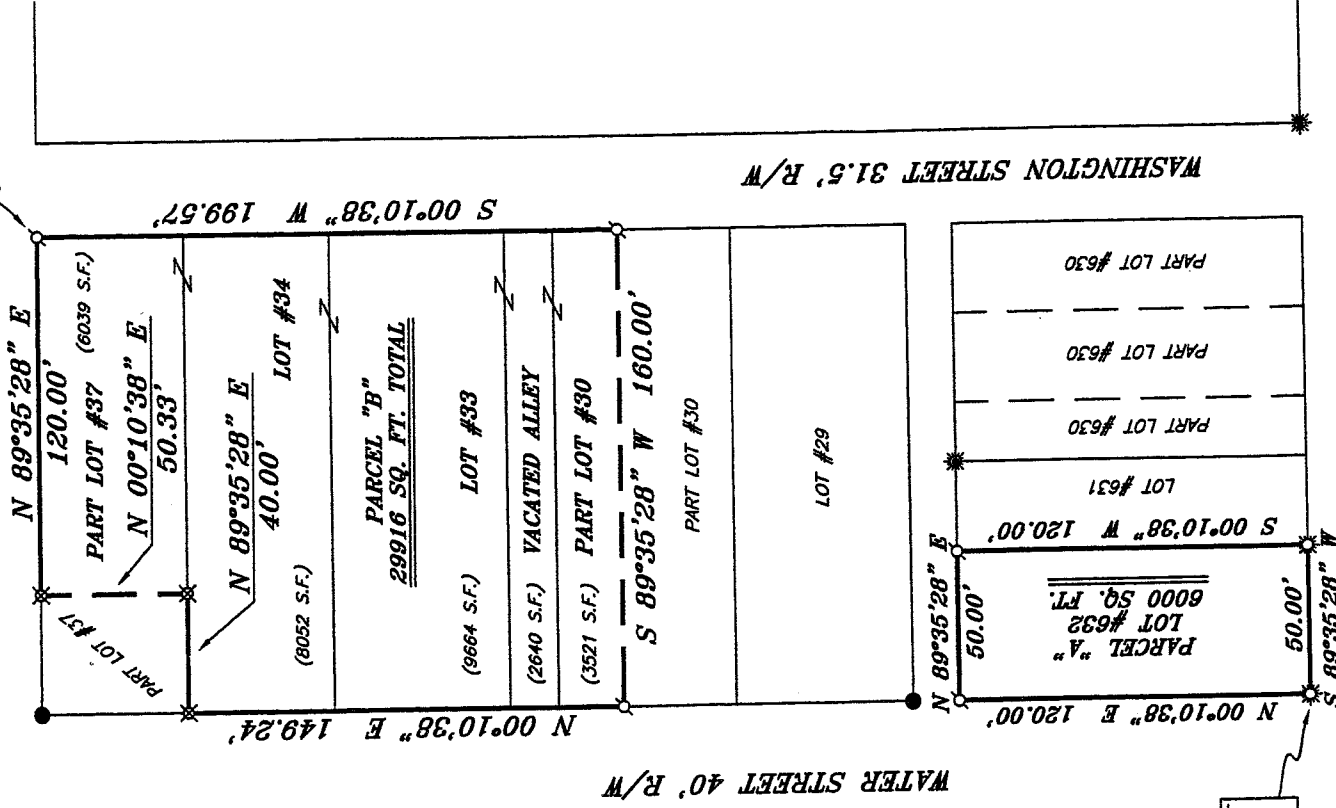 WASHINGTON STREET 31.5' R/W
S 00°10'38" W 199.57'
N 89°35'28" E
120.00'
PART LOT #37 (6039 S.F.)
N 00°10'38" E
50.33'
PART LOT #37
N 89°35'28" E
40.00'
LOT #34
(8052 S.F.)
PARCEL "B"
29916 SQ. FT. TOTAL
(9664 S.F.) LOT #33
(2640 S.F.) VACATED ALLEY
(3521 S.F.) PART LOT #30
S 89°35'28" W 160.00'
PART LOT #30
LOT #29
N 00°10'38" E 149.24'
PART LOT #630
PART LOT #630
PART LOT #630
LOT #631
S 00°10'38" W 120.00'
N 89°35'28" E
50.00'
PARCEL "A"
LOT #632
6000 SQ. FT.
50.00'
S 89°35'28" W
N 00°10'38" E 120.00'
WATER STREET 40' R/W